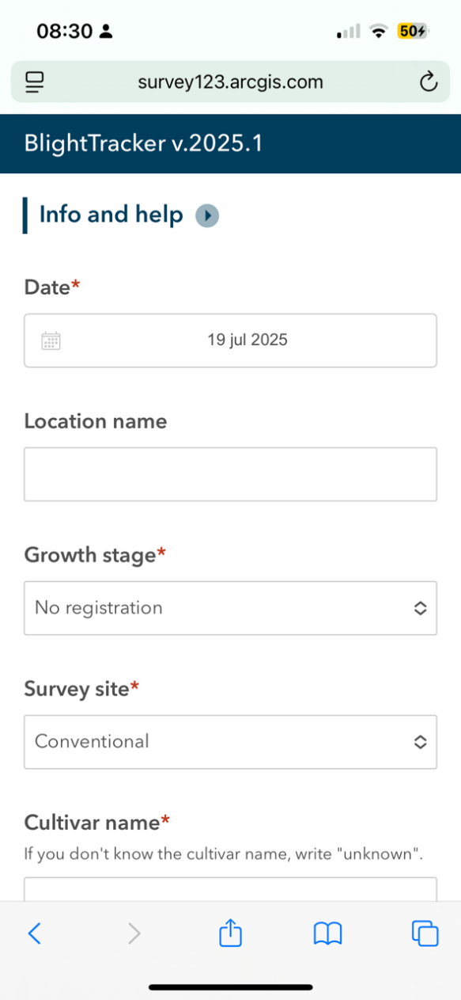 08:30
50
survey123.arcgis.com
BlightTracker v.2025.1
Info and help
Date*
19 jul 2025
Location name
Growth stage*
No registration
Survey site*
Conventional
Cultivar name*
If you don't know the cultivar name, write "unknown".